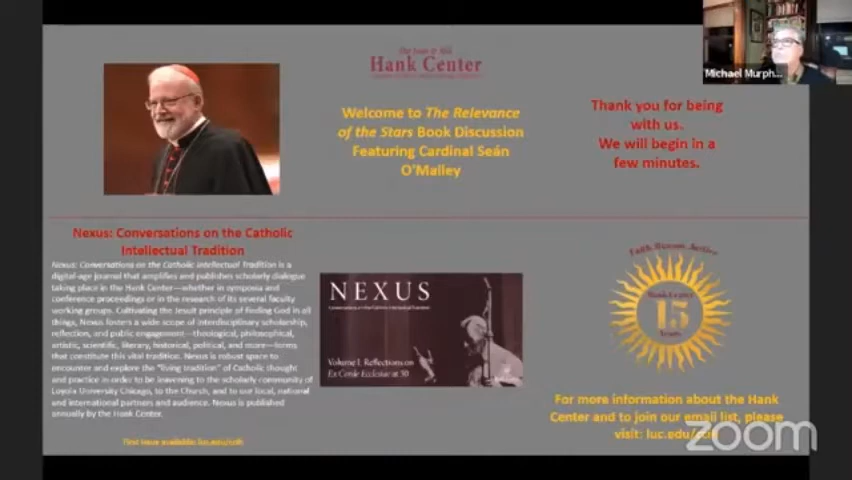 Hank Center
Welcome to The Relevance
of the Stars Book Discussion
Featuring Cardinal Seán
O'Malley
Thank you for being
with us.
We will begin in a
few minutes.
Michael Murph...
Nexus: Conversations on the Catholic
Intellectual Tradition
Nexus: Conversations on the Catholic Intellectual Tradition is a
digital-age journal that amplifies and publishes scholarly dialogue
taking place in the Hank Center—whether in symposia and
conference proceedings or in the research of its several faculty
working groups. Cultivating the Jesuit principle of finding God in all
things, Nexus fosters a wide scope of interdisciplinary scholarship,
reflection, and public engagement—theological, philosophical,
artistic, scientific, literary, historical, political, and more—forms
that constitute this vital tradition. Nexus is robust space to
encounter and explore the "living tradition" of Catholic thought
and practice in order to be leavening to the scholarly community of
Loyola University Chicago, to the Church, and to our local, national
and international partners and audience. Nexus is published
annually by the Hank Center.
First issue available: luc.edu/ccih
NEXUS
Volume I: Reflections on
Ex Corde Ecclesiae at 30
Faith Reason Justice
Hank Center
15
Years
For more information about the Hank
Center and to join our email list, please
visit: luc.edu/ccih
zoom